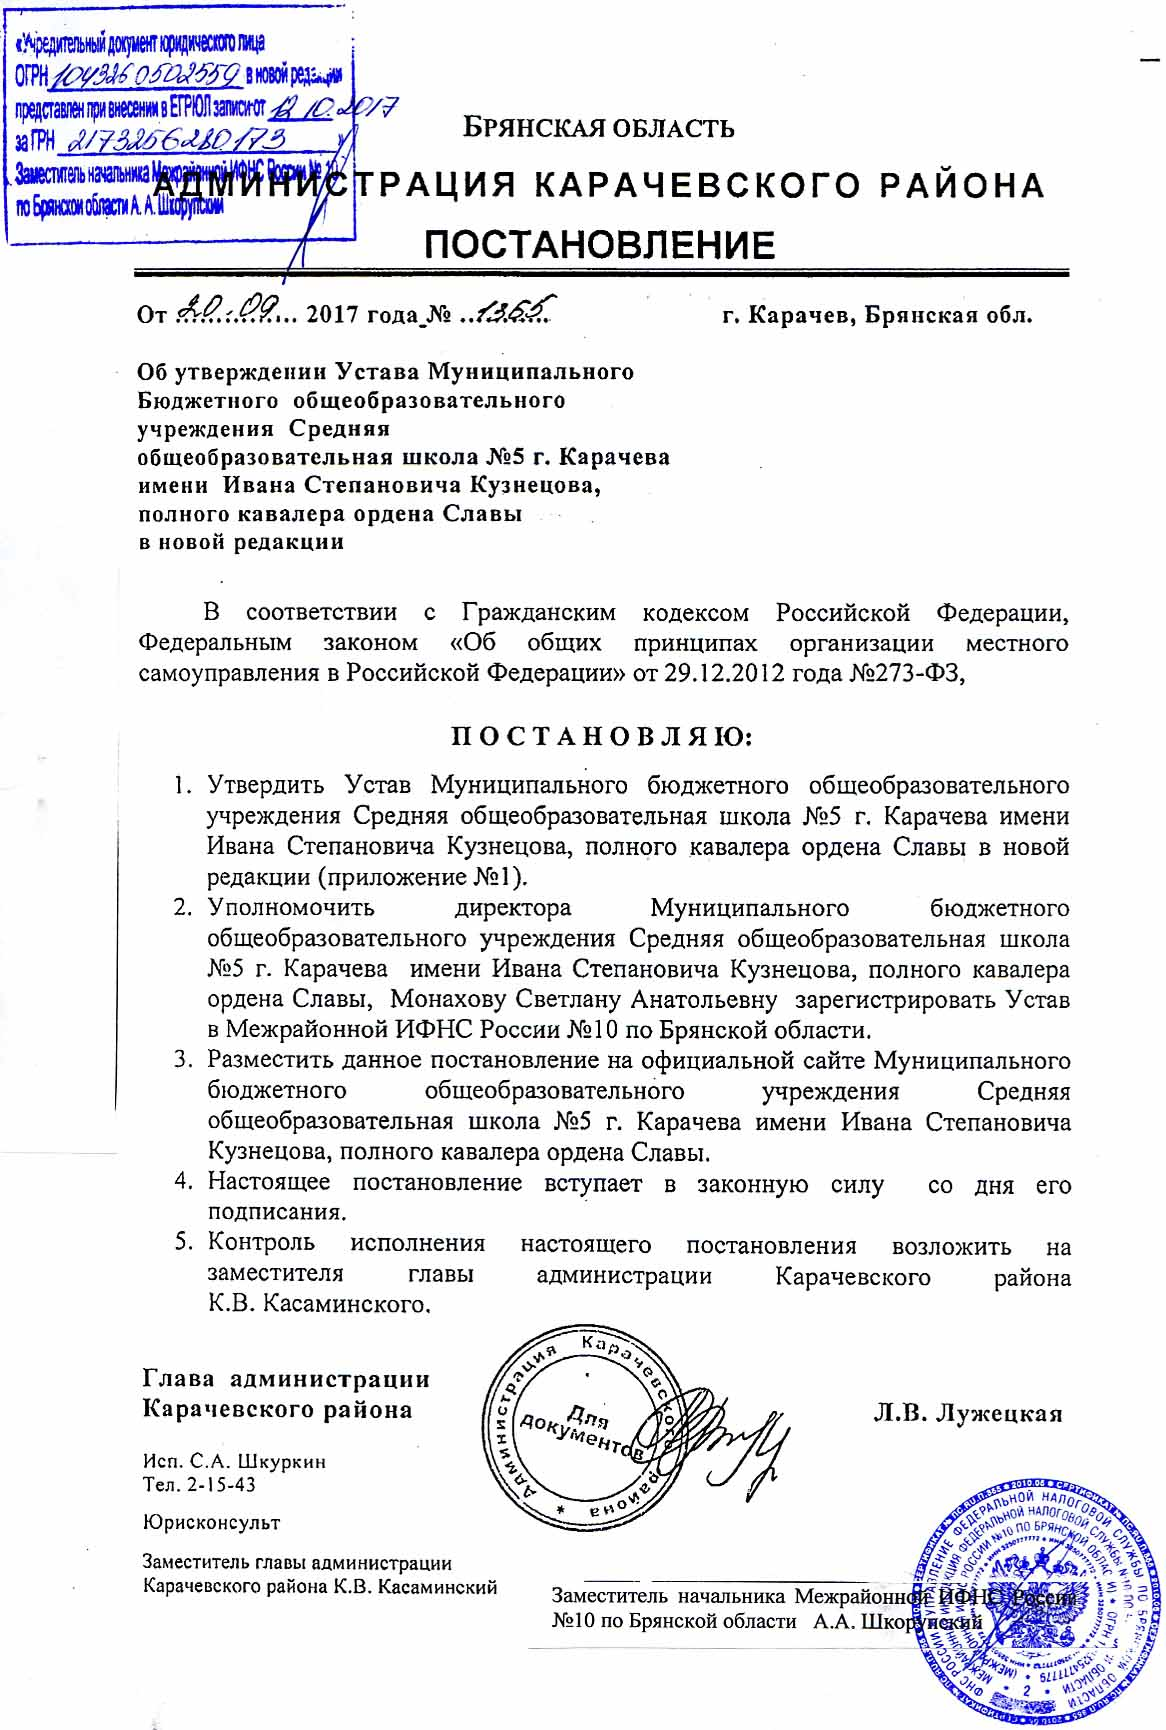 «Учредительный документ юридического лица
ОГРН 1043260502559 в новой редакции
представлен при внесении в ЕГРЮЛ записи от 12.10.2017
за ГРН 2173256280173 »
Заместитель начальника Межрайонной ИФНС России № 10
по Брянской области А. А. Шкорупский
БРЯНСКАЯ ОБЛАСТЬ
АДМИНИСТРАЦИЯ КАРАЧЕВСКОГО РАЙОНА
ПОСТАНОВЛЕНИЕ
От 20.09 2017 года № 1355 г. Карачев, Брянская обл.
Об утверждении Устава Муниципального
Бюджетного общеобразовательного
учреждения Средняя
общеобразовательная школа №5 г. Карачева
имени Ивана Степановича Кузнецова,
полного кавалера ордена Славы
в новой редакции
В соответствии с Гражданским кодексом Российской Федерации,
Федеральным законом «Об общих принципах организации местного
самоуправления в Российской Федерации» от 29.12.2012 года №273-ФЗ,
П О С Т А Н О В Л Я Ю:
1. Утвердить Устав Муниципального бюджетного общеобразовательного
учреждения Средняя общеобразовательная школа №5 г. Карачева имени
Ивана Степановича Кузнецова, полного кавалера ордена Славы в новой
редакции (приложение №1).
2. Уполномочить директора Муниципального бюджетного
общеобразовательного учреждения Средняя общеобразовательная школа
№5 г. Карачева имени Ивана Степановича Кузнецова, полного кавалера
ордена Славы, Монахову Светлану Анатольевну зарегистрировать Устав
в Межрайонной ИФНС России №10 по Брянской области.
3. Разместить данное постановление на официальной сайте Муниципального
бюджетного общеобразовательного учреждения Средняя
общеобразовательная школа №5 г. Карачева имени Ивана Степановича
Кузнецова, полного кавалера ордена Славы.
4. Настоящее постановление вступает в законную силу со дня его
подписания.
5. Контроль исполнения настоящего постановления возложить на
заместителя главы администрации Карачевского района
К.В. Касаминского.
Администрация Карачевского района *
Для
документов
Глава администрации
Карачевского района Л.В. Лужецкая
Исп. С.А. Шкуркин
Тел. 2-15-43
Юрисконсульт
Заместитель главы администрации
Карачевского района К.В. Касаминский
Заместитель начальника Межрайонной ИФНС России
№10 по Брянской области А.А. Шкорупский